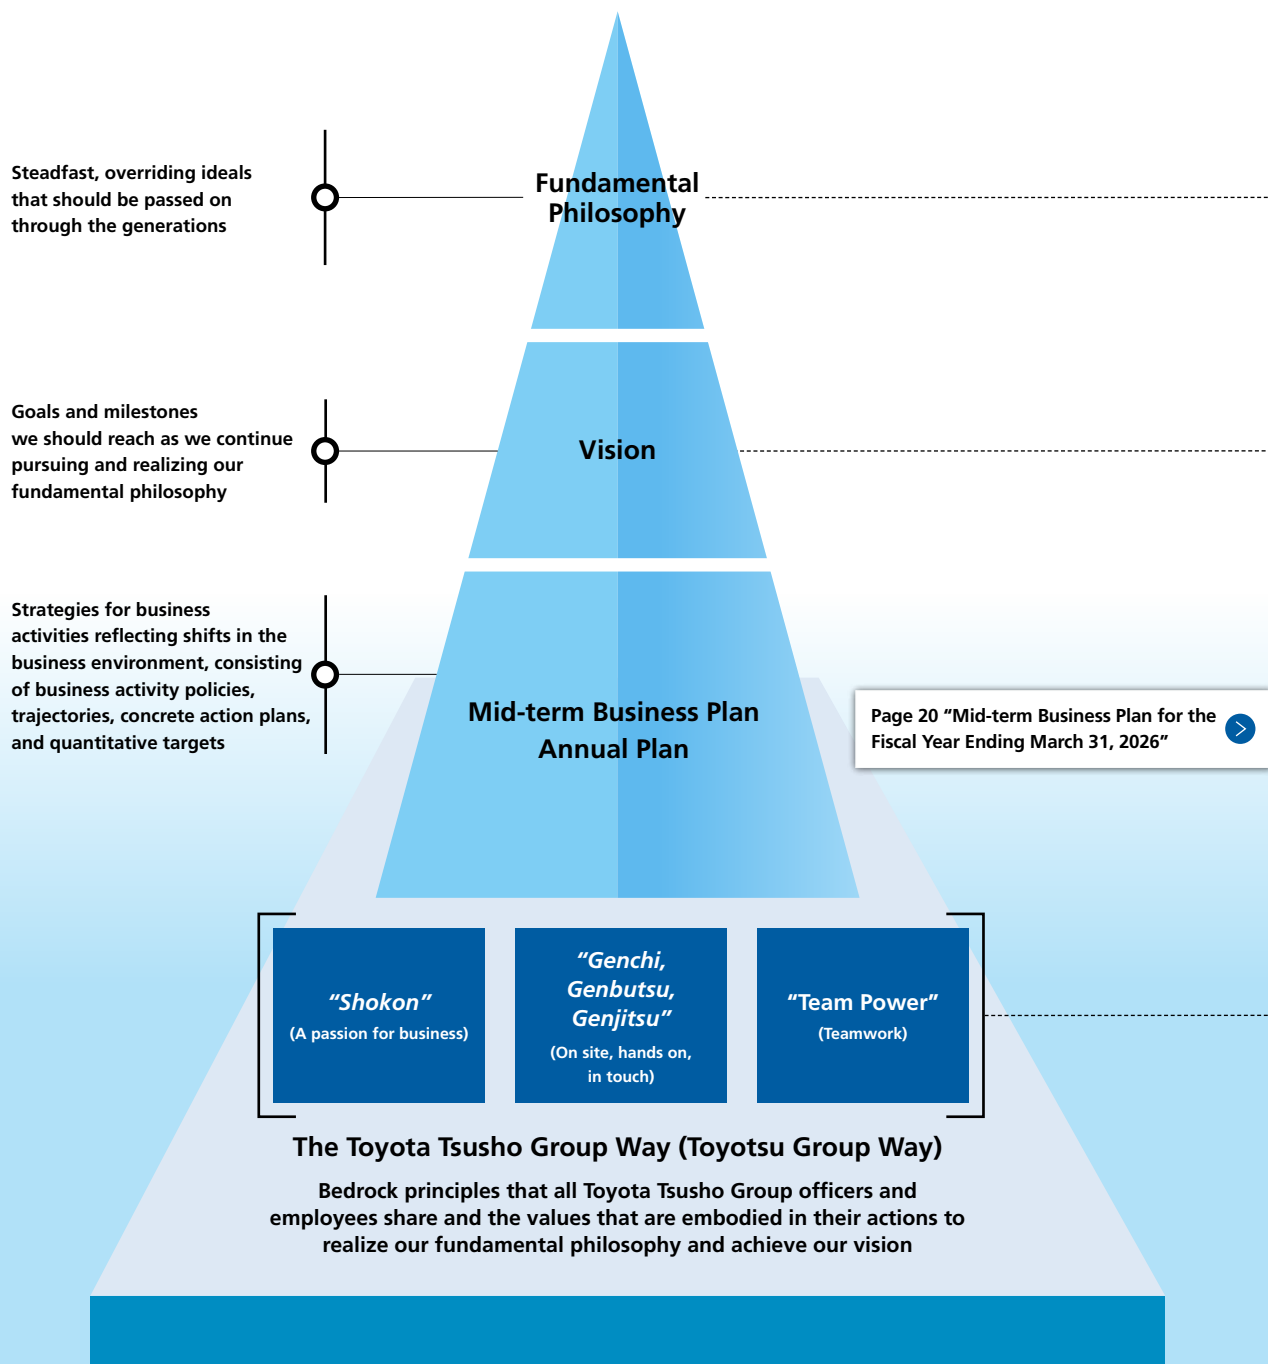 Steadfast, overriding ideals
that should be passed on
through the generations
Fundamental
Philosophy
Goals and milestones
we should reach as we continue
pursuing and realizing our
fundamental philosophy
Vision
Strategies for business
activities reflecting shifts in the
business environment, consisting
of business activity policies,
trajectories, concrete action plans,
and quantitative targets
Mid-term Business Plan
Annual Plan
Page 20 “Mid-term Business Plan for the
Fiscal Year Ending March 31, 2026”
“Shokon”
(A passion for business)
“Genchi,
Genbutsu,
Genjitsu”
(On site, hands on,
in touch)
“Team Power”
(Teamwork)
The Toyota Tsusho Group Way (Toyotsu Group Way)
Bedrock principles that all Toyota Tsusho Group officers and
employees share and the values that are embodied in their actions to
realize our fundamental philosophy and achieve our vision